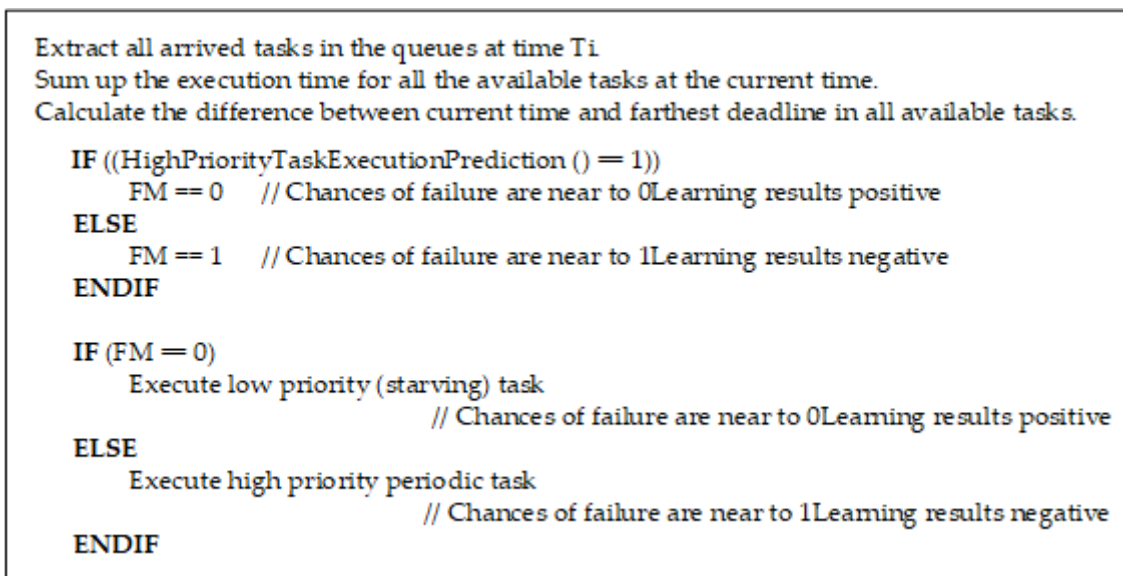 Extract all arrived tasks in the queues at time Ti.
Sum up the execution time for all the available tasks at the current time.
Calculate the difference between current time and farthest deadline in all available tasks.
IF ((HighPriorityTaskExecutionPrediction () == 1))
FM == 0 // Chances of failure are near to 0Learning results positive
ELSE
FM == 1 // Chances of failure are near to 1Learning results negative
ENDIF
IF (FM == 0)
Execute low priority (starving) task
// Chances of failure are near to 0Learning results positive
ELSE
Execute high priority periodic task
// Chances of failure are near to 1Learning results negative
ENDIF